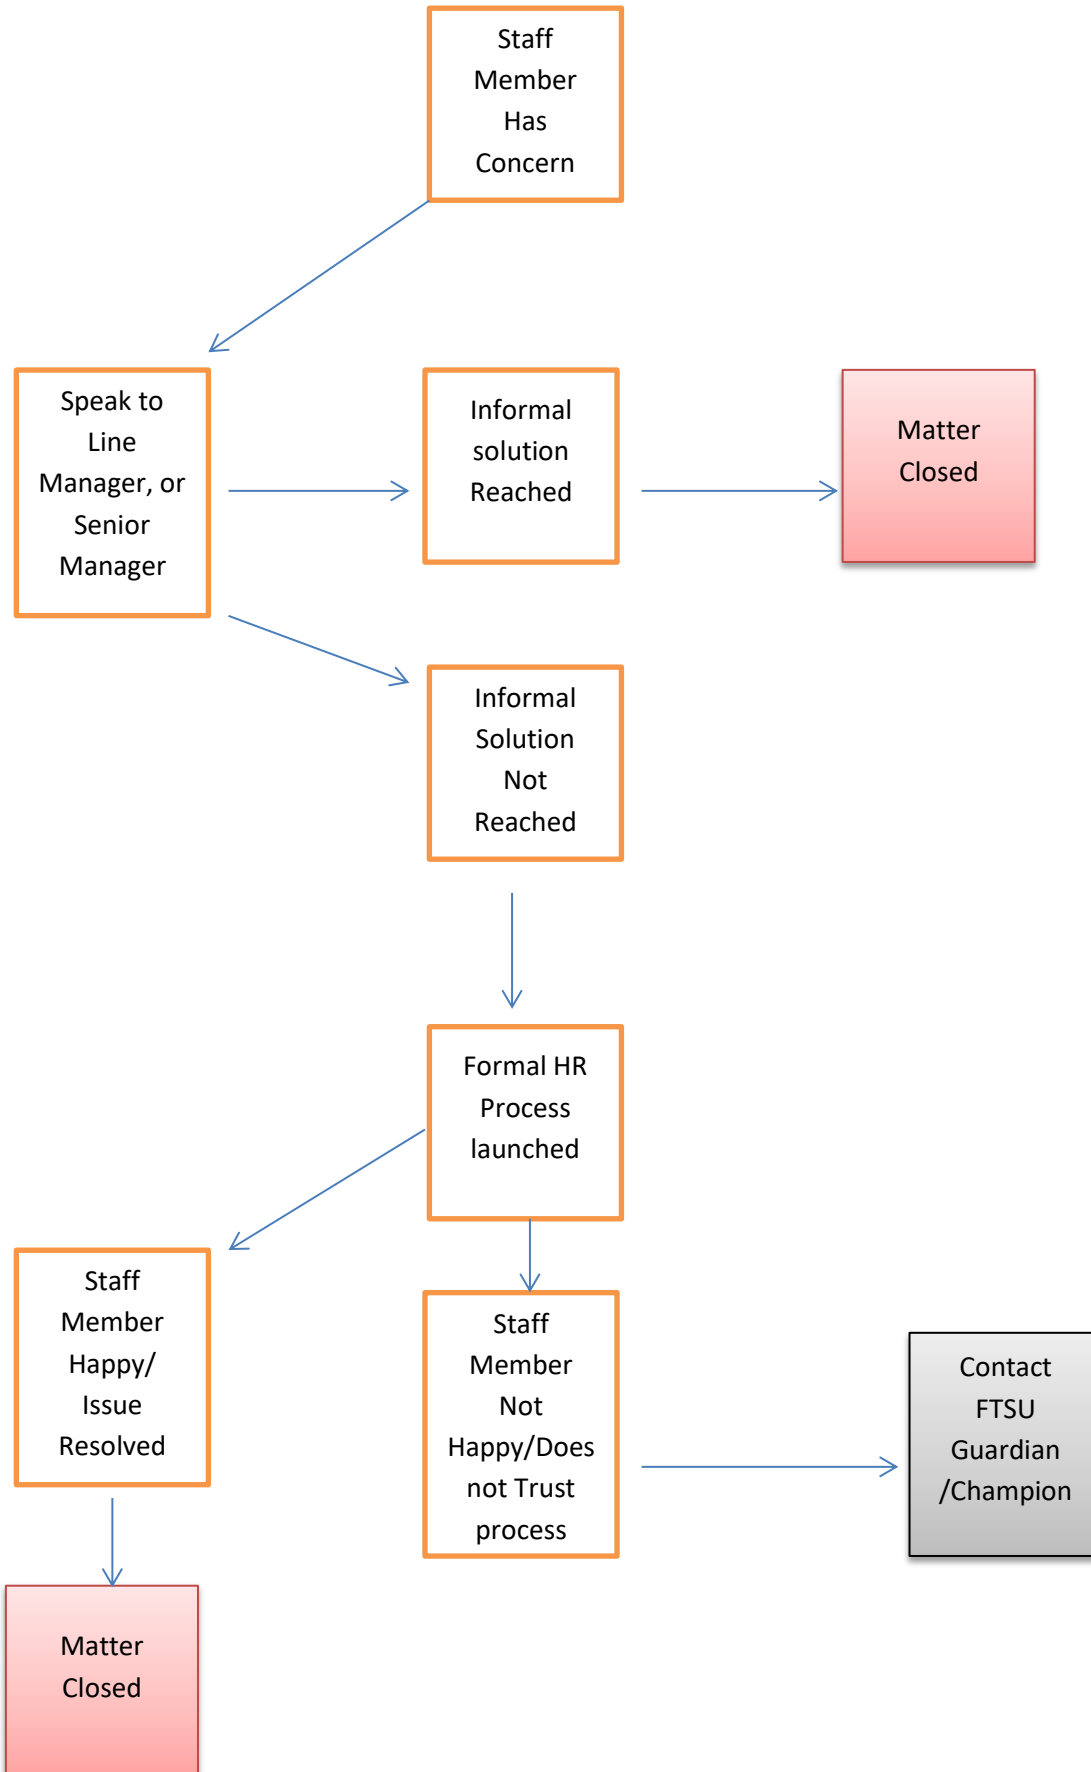 Staff
Member
Has
Concern
Speak to
Line
Manager, or
Senior
Manager
Informal
solution
Reached
Matter
Closed
Informal
Solution
Not
Reached
Formal HR
Process
launched
Staff
Member
Happy/
Issue
Resolved
Staff
Member
Not
Happy/Does
not Trust
process
Contact
FTSU
Guardian
/Champion
Matter
Closed